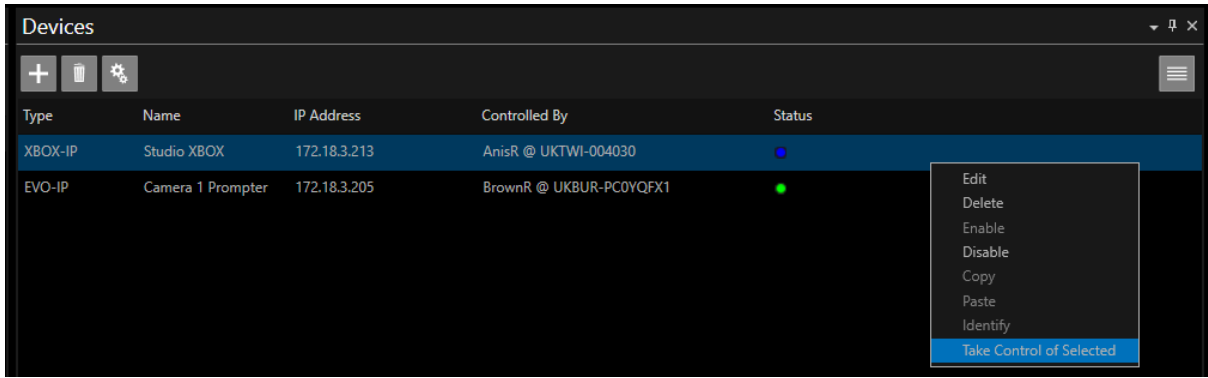 Devices
Type Name IP Address Controlled By Status
XBOX-IP Studio XBOX 172.18.3.213 AnisR @ UKTWI-004030
EVO-IP Camera 1 Prompter 172.18.3.205 BrownR @ UKBUR-PC0YQFX1
Edit
Delete
Enable
Disable
Copy
Paste
Identify
Take Control of Selected